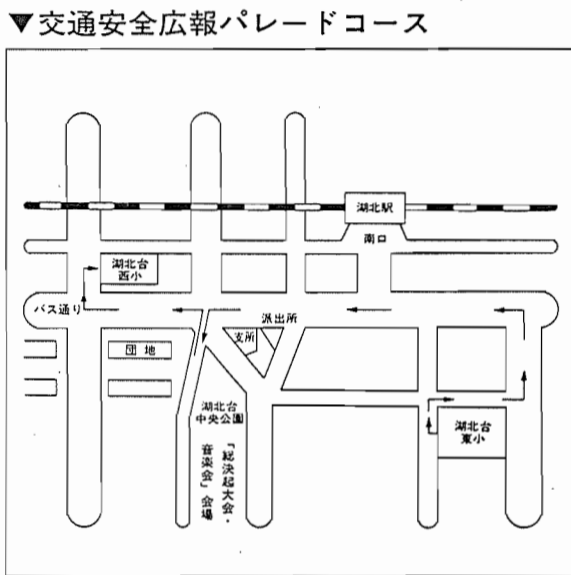 ▼交通安全広報パレードコース
湖北駅
南口
湖北台
西小
バス通り
派出所
支所
団地
湖北台
中央公園
湖北台
東小
「総決起大会・
音楽会」会場